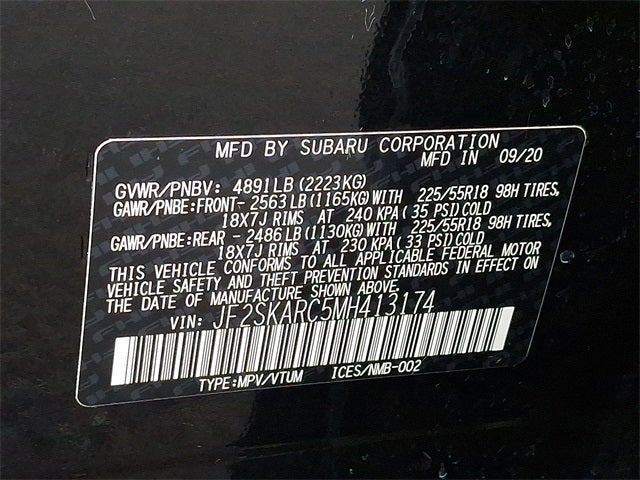 MFD BY SUBARU CORPORATION
MFD IN 09/20
GVWR/PNBV: 4891LB(2223KG)
GAWR/PNBE:FRONT- 2563LB(1165KG)WITH 225/55R18 98H TIRES,
18X7J RIMS AT 240 KPA(35 PSI)COLD
GAWR/PNBE:REAR -2486LB(1130KG)WITH 225/55R18 98H TIRES,
18X7J RIMS AT 230 KPA(33 PSI)COLD
THIS VEHICLE CONFORMS TO ALL APPLICABLE FEDERAL MOTOR
VEHICLE SAFETY AND THEFT PREVENTION STANDARDS IN EFFECT ON
THE DATE OF MANUFACTURE SHOWN ABOVE.
VIN: JF2SKARC5MH413174
TYPE:MPV/VTUM ICES/NMB-002